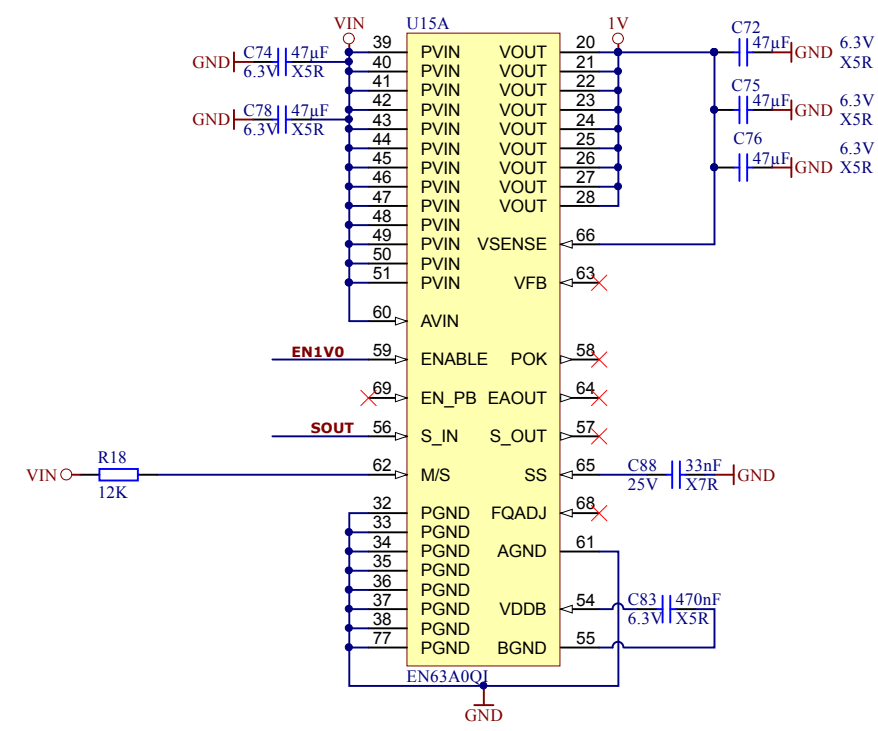 VIN U15A 1V
C74 47µF 39 PVIN VOUT 20 C72 47µF GND 6.3V
GND 6.3V X5R 40 PVIN VOUT 21 X5R
41 PVIN VOUT 22 C75
C78 47µF 42 PVIN VOUT 23 47µF GND 6.3V
GND 6.3V X5R 43 PVIN VOUT 24 X5R
44 PVIN VOUT 25 C76 6.3V
45 PVIN VOUT 26 47µF GND X5R
46 PVIN VOUT 27
47 PVIN VOUT 28
48 PVIN
49 PVIN VSENSE 66
50 PVIN
51 PVIN VFB 63
60 AVIN
EN1V0 59 ENABLE POK 58
69 EN_PB EAOUT 64
SOUT 56 S_IN S_OUT 57
R18
VIN 12K 62 M/S SS 65 C88 33nF GND
25V X7R
32 PGND FQADJ 68
33 PGND
34 PGND AGND 61
35 PGND
36 PGND
37 PGND VDDB 54 C83 470nF
38 PGND 6.3V X5R
77 PGND BGND 55
EN63A0QI
GND